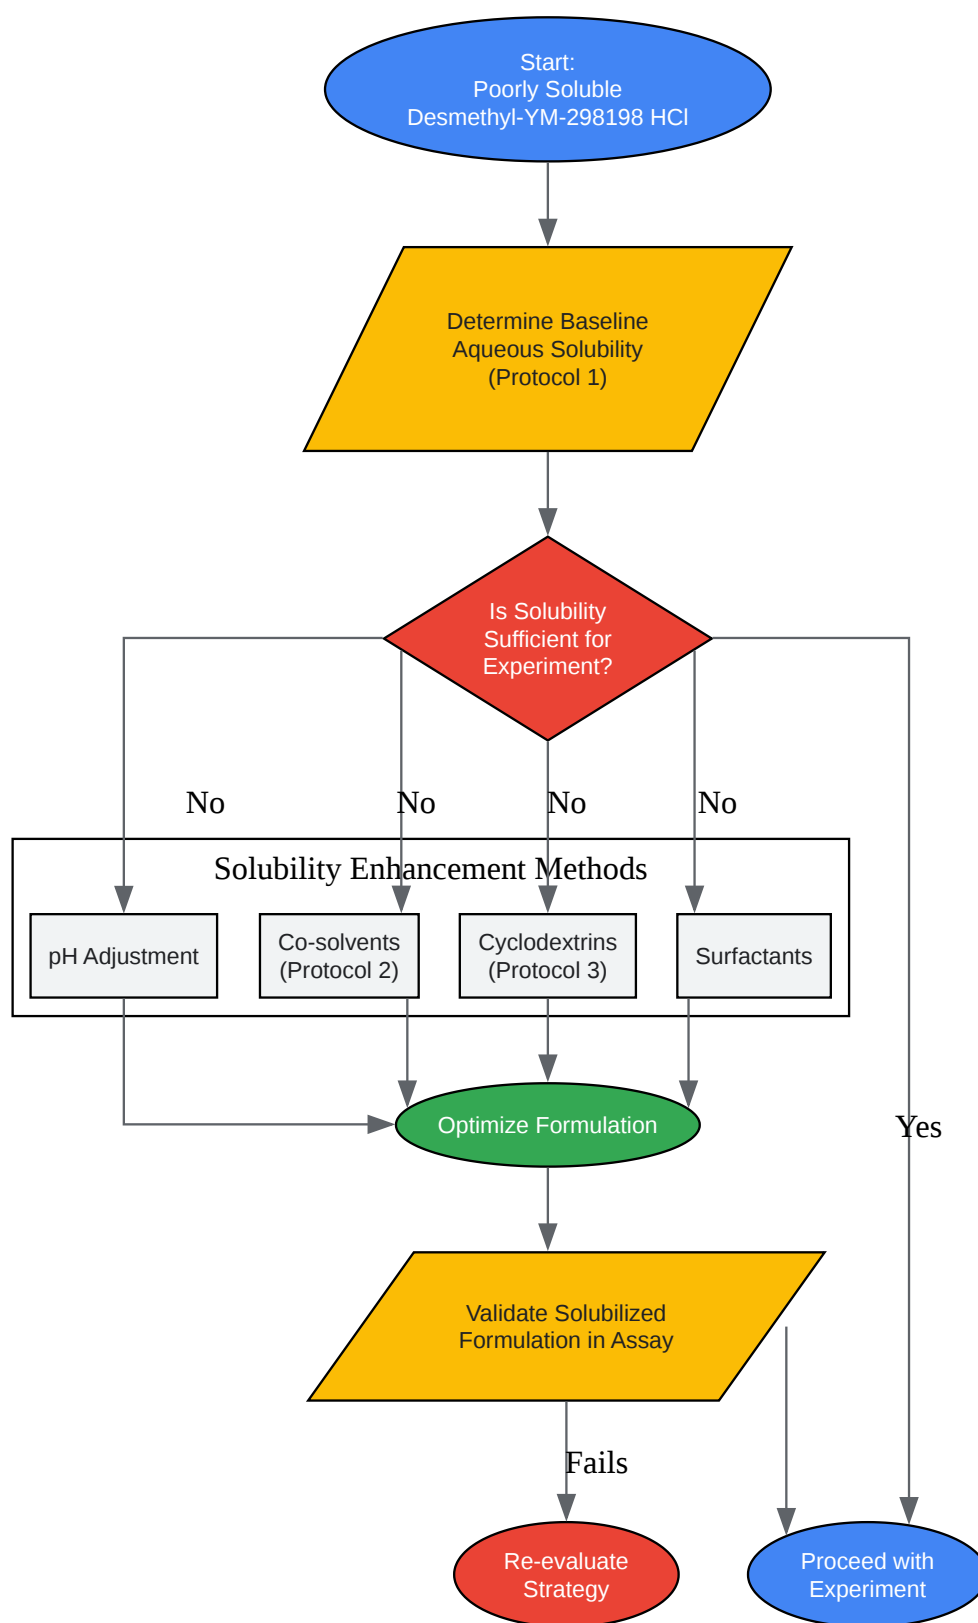 Start:
Poorly Soluble
Desmethyl-YM-298198 HCl
Determine Baseline
Aqueous Solubility
(Protocol 1)
Is Solubility
Sufficient for
Experiment?
No
No
No
No
Solubility Enhancement Methods
pH Adjustment
Co-solvents
(Protocol 2)
Cyclodextrins
(Protocol 3)
Surfactants
Optimize Formulation
Yes
Validate Solubilized
Formulation in Assay
Fails
Re-evaluate
Strategy
Proceed with
Experiment